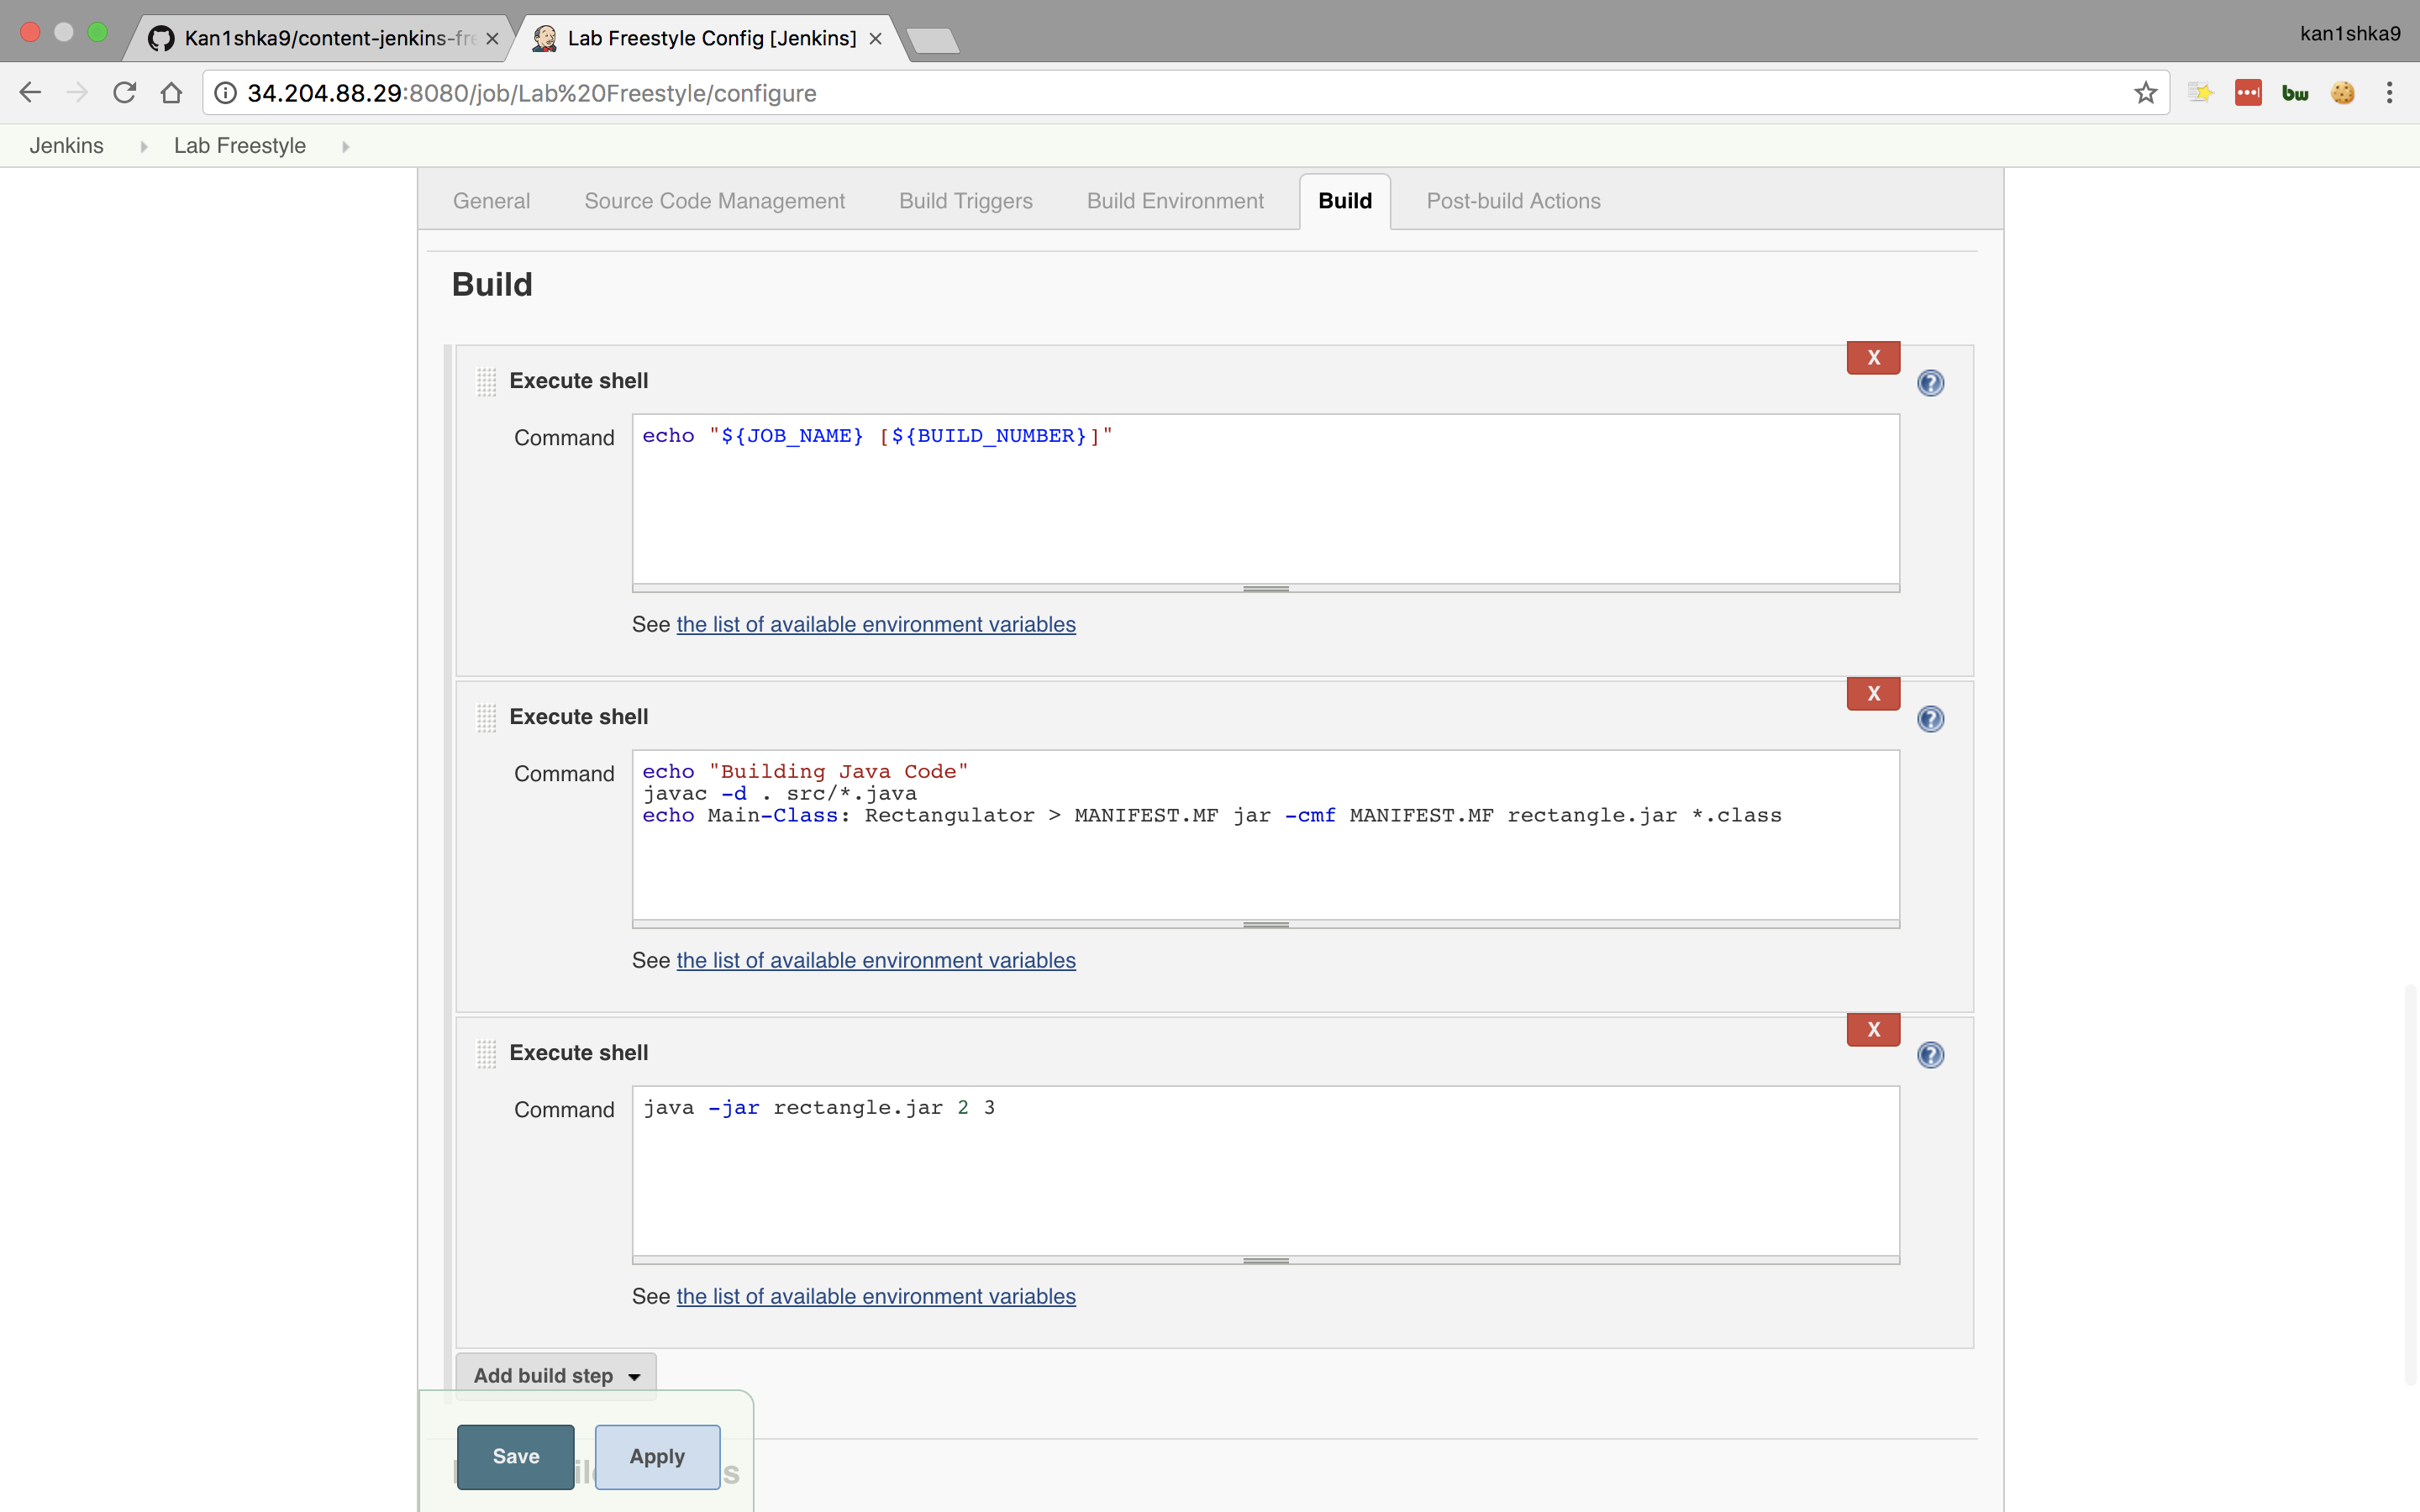 Kan1shka9/content-jenkins-fre
Lab Freestyle Config [Jenkins]
kan1shka9
34.204.88.29:8080/job/Lab%20Freestyle/configure
bw
Jenkins
Lab Freestyle
General
Source Code Management
Build Triggers
Build Environment
Build
Post-build Actions
Build
X
Execute shell
?
Command
echo "${JOB_NAME} [${BUILD_NUMBER}]"
See the list of available environment variables
X
Execute shell
?
Command
echo "Building Java Code"
javac -d . src/*.java
echo Main-Class: Rectangulator > MANIFEST.MF jar -cmf MANIFEST.MF rectangle.jar *.class
See the list of available environment variables
X
Execute shell
?
Command
java -jar rectangle.jar 2 3
See the list of available environment variables
Add build step
Save
Apply